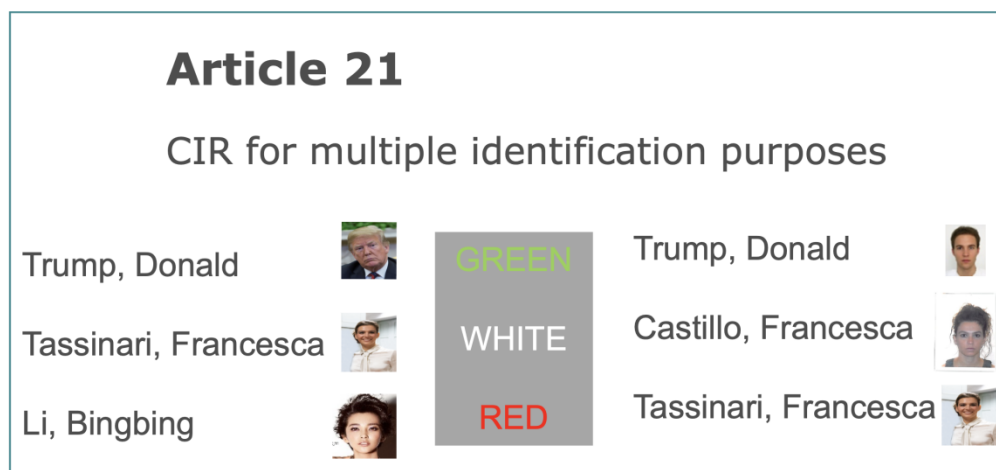 Article 21
CIR for multiple identification purposes
Trump, Donald GREEN Trump, Donald
Tassinari, Francesca WHITE Castillo, Francesca
Li, Bingbing RED Tassinari, Francesca